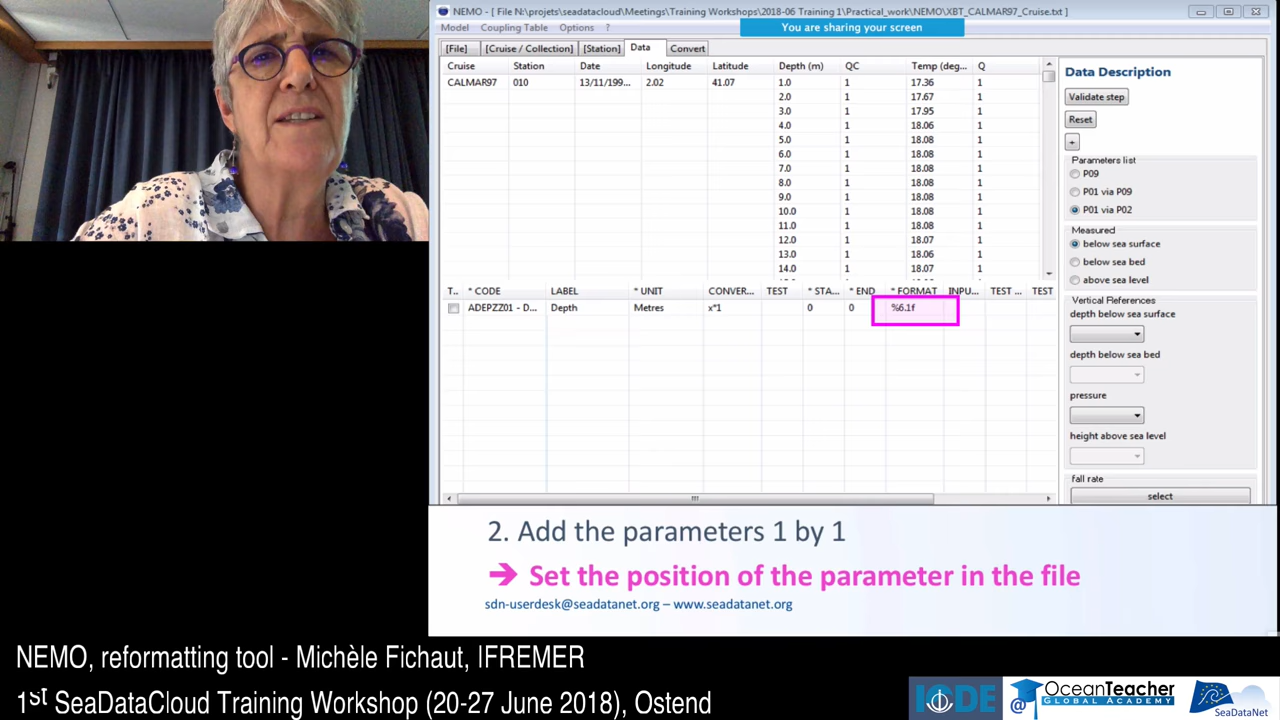 NEMO - [ File N:\projets\seadatacloud\Meetings\Training Workshops\2018-06 Training 1\Practical_work\NEMO\XBT_CALMAR97_Cruise.txt ]
Model Coupling Table Options ?
You are sharing your screen
[File] [Cruise / Collection] [Station] Data Convert
Cruise Station Date Longitude Latitude Depth (m) QC Temp (deg... Q
CALMAR97 010 13/11/199... 2.02 41.07 1.0 1 17.36 1
2.0 1 17.67 1
3.0 1 17.95 1
4.0 1 18.06 1
5.0 1 18.08 1
6.0 1 18.08 1
7.0 1 18.08 1
8.0 1 18.08 1
9.0 1 18.08 1
10.0 1 18.08 1
11.0 1 18.08 1
12.0 1 18.07 1
13.0 1 18.06 1
14.0 1 18.07 1
T.. * CODE LABEL * UNIT CONVER... TEST * STA... * END * FORMAT INPU... TEST ... TEST
ADEPZZ01 - D... Depth Metres x*1 0 0 %6.1f
Data Description
Validate step
Reset
+
Parameters list
P09
P01 via P09
P01 via P02
Measured
below sea surface
below sea bed
above sea level
Vertical References
depth below sea surface
depth below sea bed
pressure
height above sea level
fall rate
select
2. Add the parameters 1 by 1
➔ Set the position of the parameter in the file
sdn-userdesk@seadatanet.org – www.seadatanet.org
NEMO, reformatting tool - Michèle Fichaut, IFREMER
1st SeaDataCloud Training Workshop (20-27 June 2018), Ostend
IODE
@ OceanTeacher
GLOBAL ACADEMY
SeaDataNet